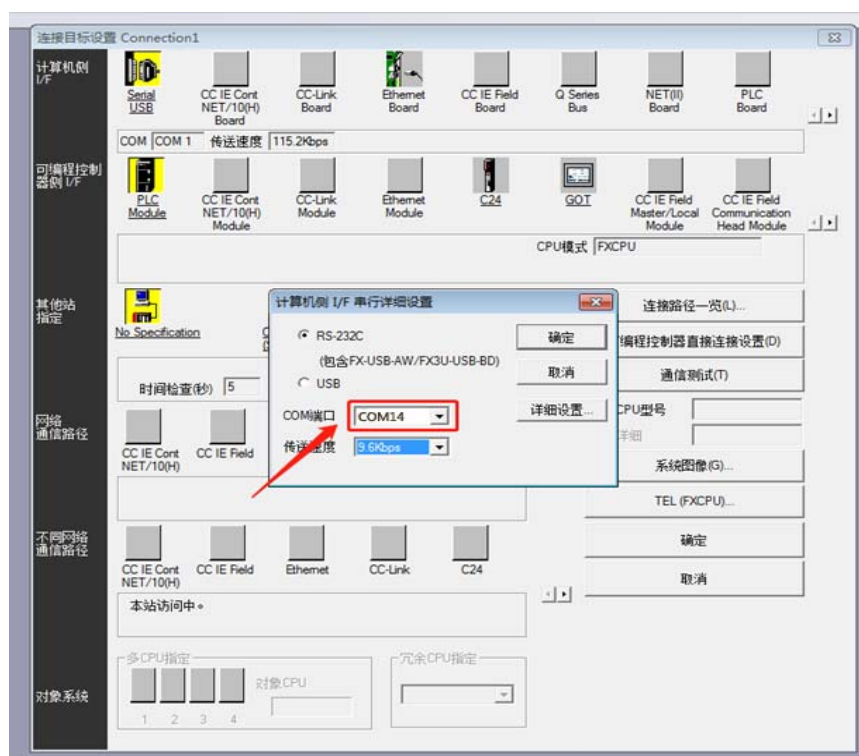 连接目标设置 Connection1
计算机侧
I/F
Serial
USB
CC IE Cont
NET/10(H)
Board
CC-Link
Board
Ethernet
Board
CC IE Field
Board
Q Series
Bus
NET(II)
Board
PLC
Board
COM COM 1 传送速度 115.2Kbps
可编程控制
器侧 I/F
PLC
Module
CC IE Cont
NET/10(H)
Module
CC-Link
Module
Ethernet
Module
C24
GOT
CC IE Field
Master/Local
Module
CC IE Field
Communication
Head Module
CPU模式 FXCPU
其他站
指定
No Specification
时间检查(秒) 5
计算机侧 I/F 串行详细设置
RS-232C
(包含FX-USB-AW/FX3U-USB-BD)
USB
COM端口 COM14
传送速度 9.6Kbps
确定
取消
详细设置...
连接路径一览(L)...
编程控制器直接连接设置(D)
通信测试(T)
CPU型号
详细
系统图像(G)...
TEL (FXCPU)...
确定
取消
网络
通信路径
CC IE Cont
NET/10(H)
CC IE Field
不同网络
通信路径
CC IE Cont
NET/10(H)
CC IE Field
Ethernet
CC-Link
C24
本站访问中。
对象系统
多CPU指定
1 2 3 4
对象CPU
冗余CPU指定